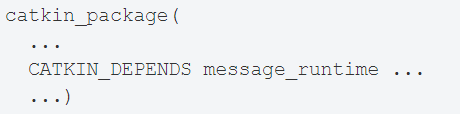 catkin_package(
  ...
  CATKIN_DEPENDS message_runtime ...
  ...)